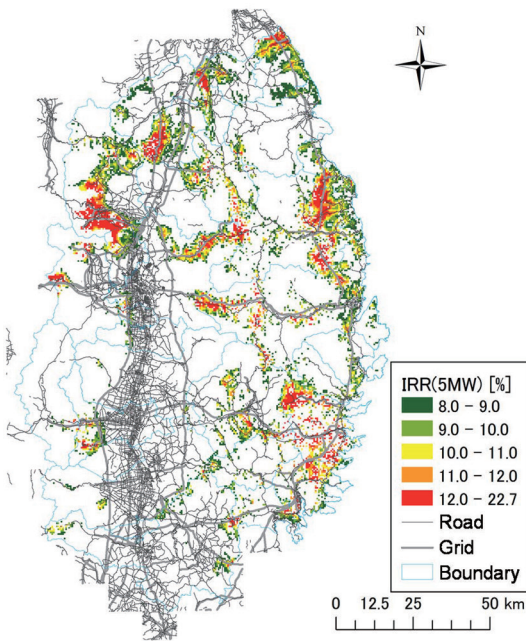 N
IRR(5MW) [%]
8.0 – 9.0
9.0 – 10.0
10.0 – 11.0
11.0 – 12.0
12.0 – 22.7
Road
Grid
Boundary
0 12.5 25 50 km